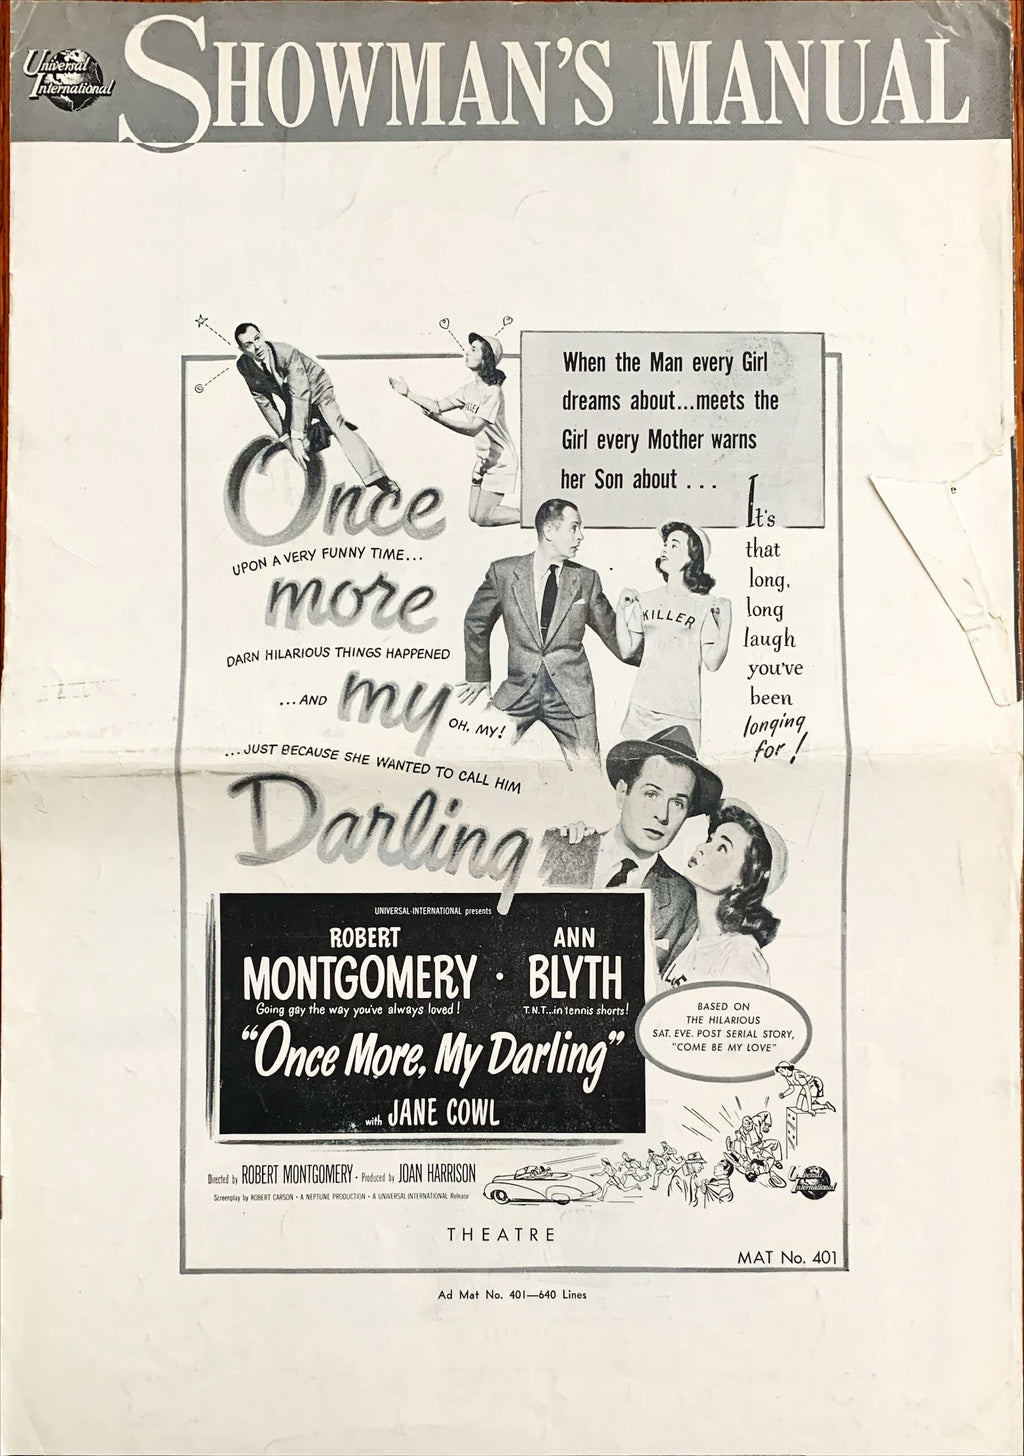 Universal
International
SHOWMAN'S MANUAL
When the Man every Girl
dreams about...meets the
Girl every Mother warns
her Son about . . .
Once
UPON A VERY FUNNY TIME...
more
DARN HILARIOUS THINGS HAPPENED
...AND my OH, MY!
...JUST BECAUSE SHE WANTED TO CALL HIM
Darling
KILLER
It's
that
long,
long
laugh
you've
been
longing
for!
UNIVERSAL-INTERNATIONAL presents
ROBERT
MONTGOMERY
Going gay the way you've always loved!
·
ANN
BLYTH
T.N.T...in tennis shorts!
"Once More, My Darling"
with JANE COWL
BASED ON
THE HILARIOUS
SAT. EVE. POST SERIAL STORY,
"COME BE MY LOVE"
Directed by ROBERT MONTGOMERY · Produced by JOAN HARRISON
Screenplay by ROBERT CARSON · A NEPTUNE PRODUCTION · A UNIVERSAL INTERNATIONAL Release
Universal
International
THEATRE
MAT No. 401
Ad Mat No. 401—640 Lines